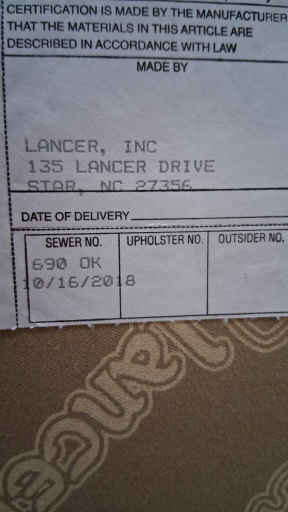 CERTIFICATION IS MADE BY THE MANUFACTURER
THAT THE MATERIALS IN THIS ARTICLE ARE
DESCRIBED IN ACCORDANCE WITH LAW
MADE BY
LANCER, INC
135 LANCER DRIVE
STAR, NC 27356
DATE OF DELIVERY
SEWER NO. UPHOLSTER NO. OUTSIDER NO.
690 OK
10/16/2018
Lancer